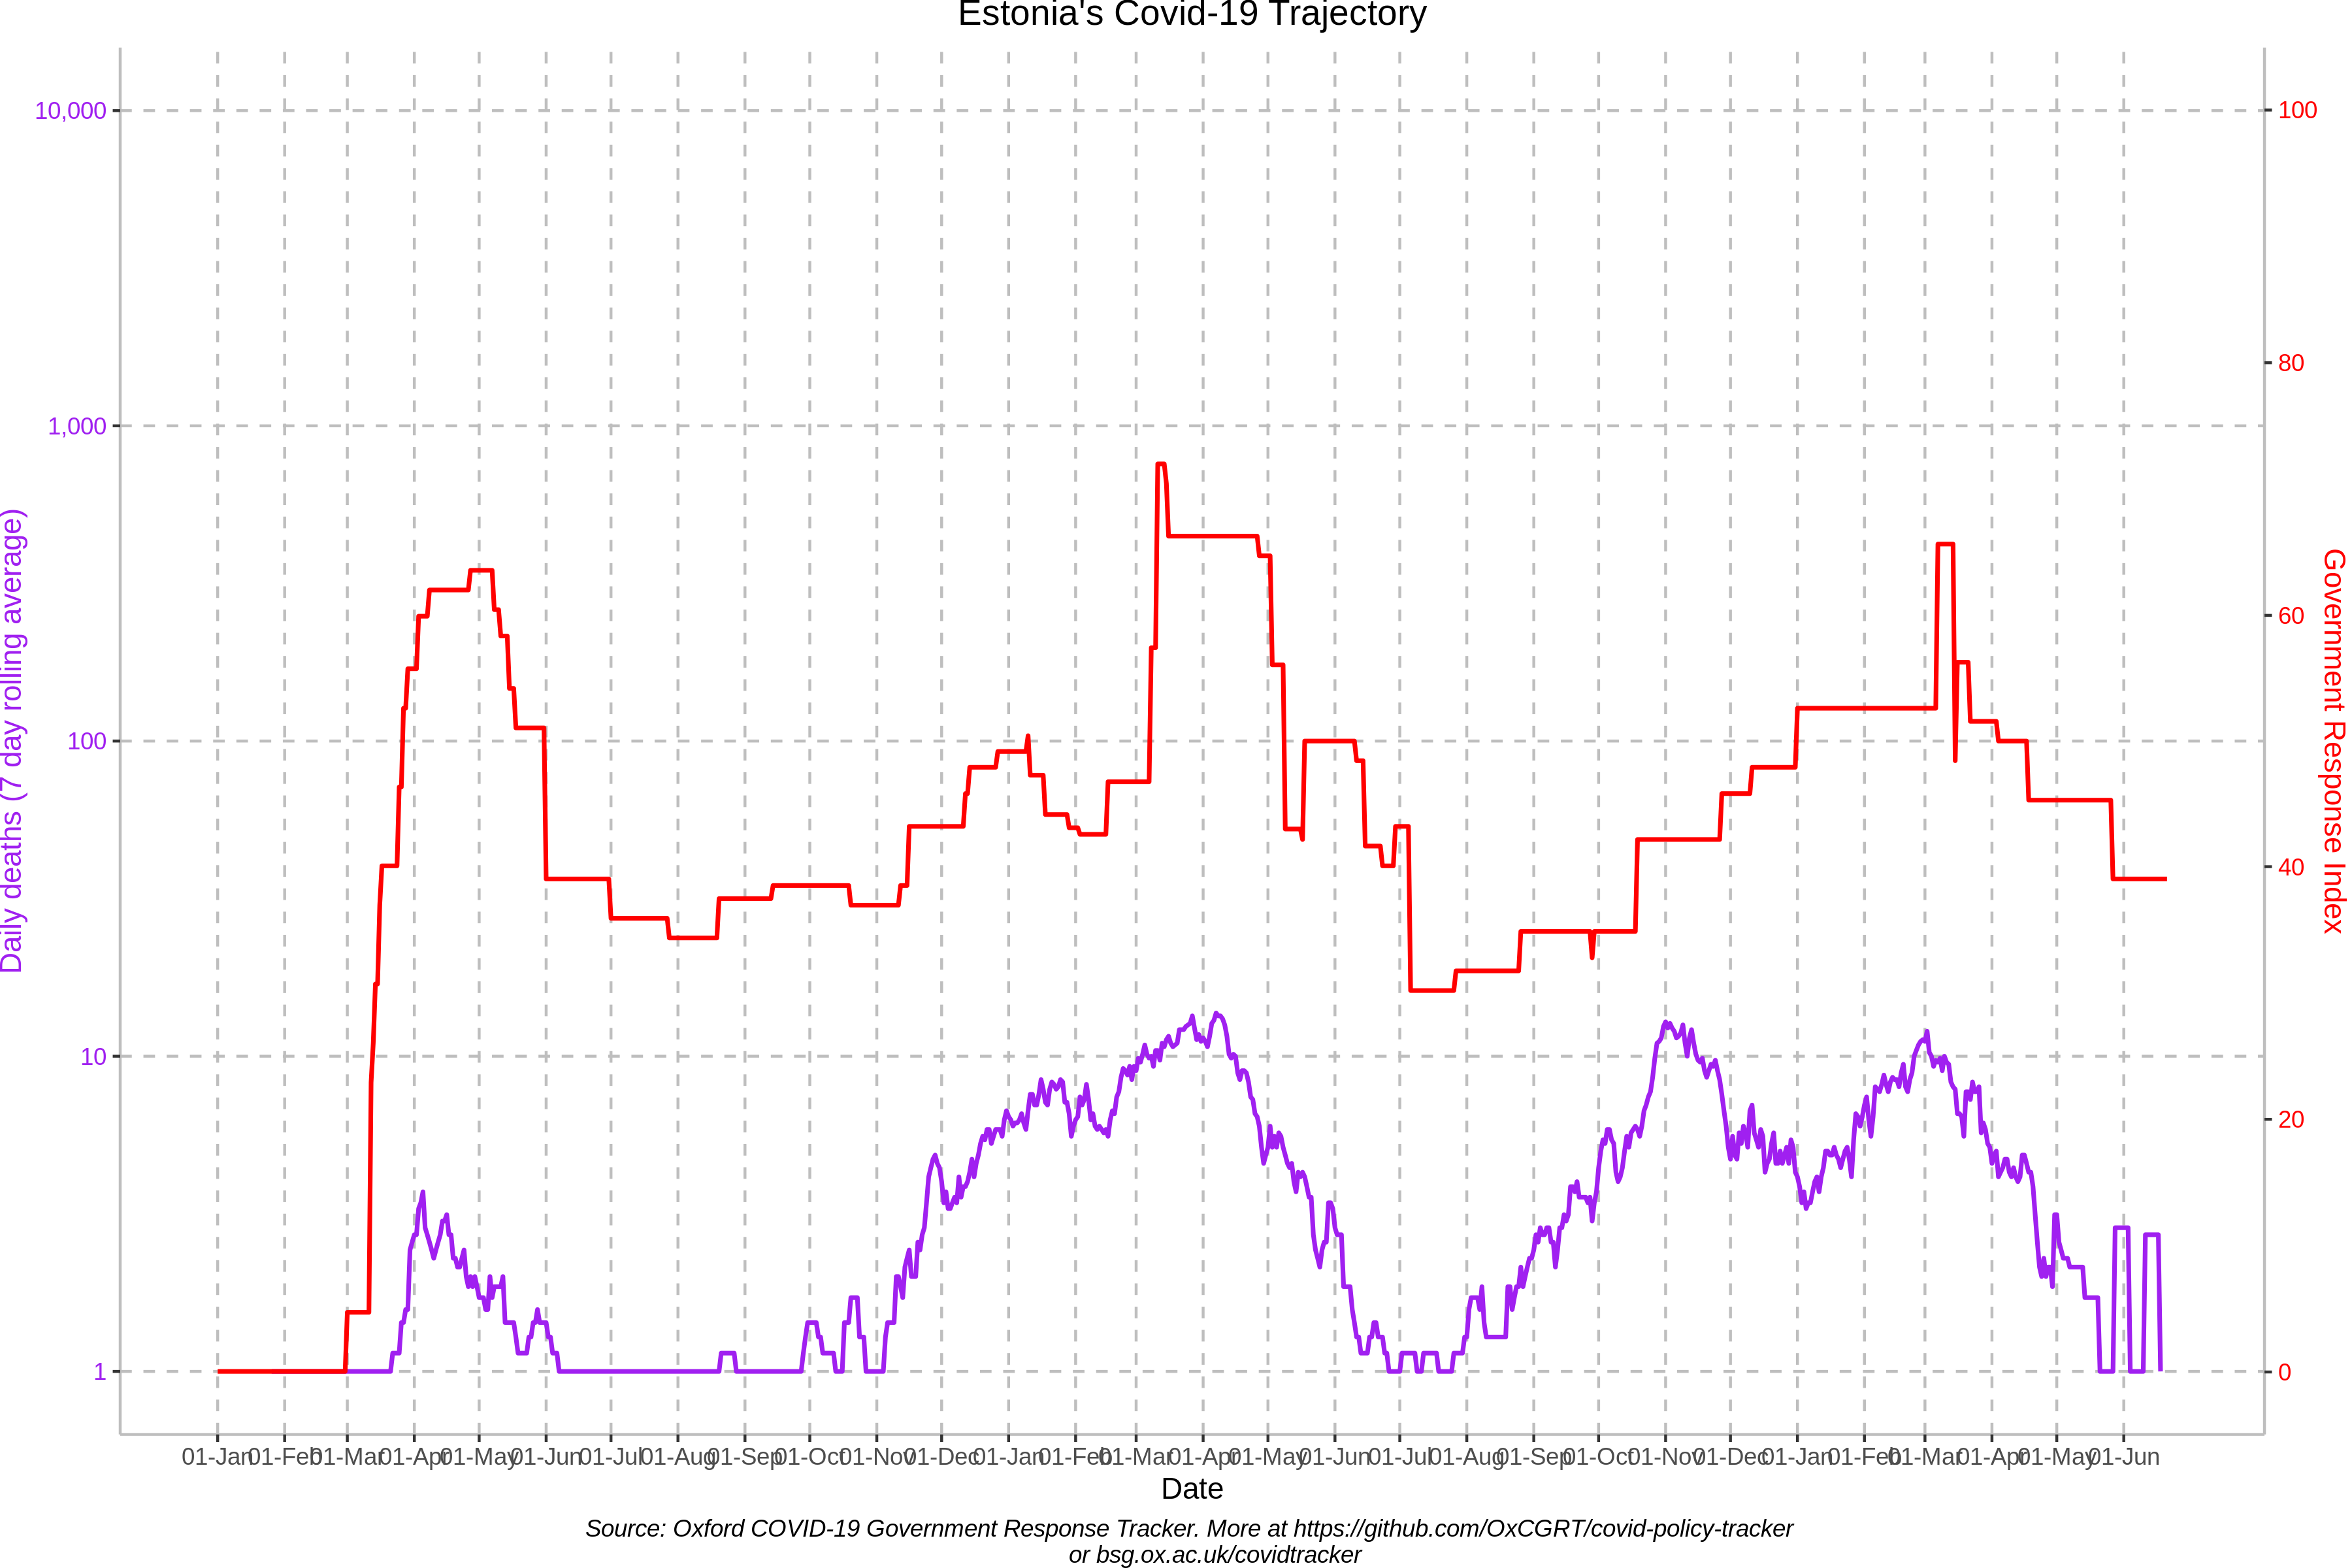 Estonia's Covid-19 Trajectory
10,000
1,000
100
10
1
Daily deaths (7 day rolling average)
100
80
60
40
20
0
Government Response Index
01-Jan 01-Feb 01-Mar 01-Apr 01-May 01-Jun 01-Jul 01-Aug 01-Sep 01-Oct 01-Nov 01-Dec 01-Jan 01-Feb 01-Mar 01-Apr 01-May 01-Jun 01-Jul 01-Aug 01-Sep 01-Oct 01-Nov 01-Dec 01-Jan 01-Feb 01-Mar 01-Apr 01-May 01-Jun
Date
Source: Oxford COVID-19 Government Response Tracker. More at https://github.com/OxCGRT/covid-policy-tracker
or bsg.ox.ac.uk/covidtracker